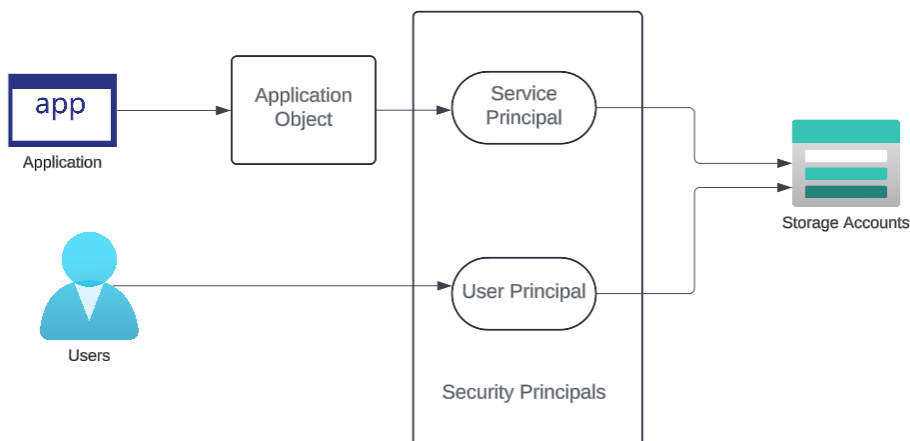 app
Application
Application
Object
Service
Principal
Storage Accounts
Users
User Principal
Security Principals